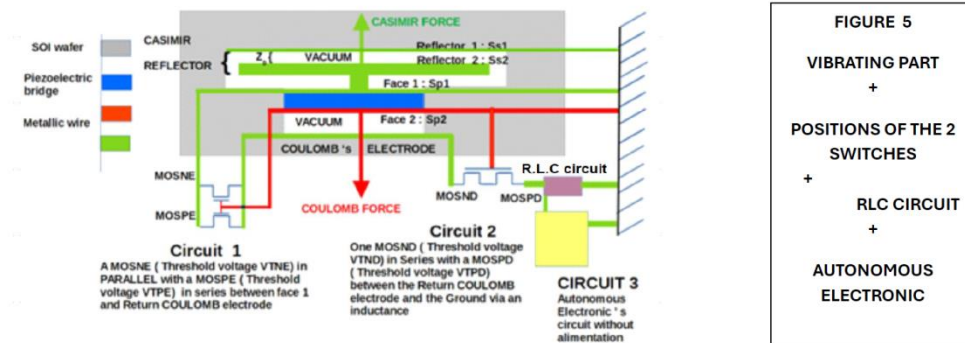 CASIMIR FORCE
SOI wafer
CASIMIR
REFLECTOR
Zs
VACUUM
Reflector 1 : Ss1
Reflector 2 : Ss2
Face 1 : Sp1
Piezoelectric
bridge
Metallic wire
VACUUM
Face 2 : Sp2
COULOMB 's ELECTRODE
MOSNE
MOSPE
COULOMB FORCE
MOSND
R.L.C circuit
MOSPD
Circuit 1
A MOSNE ( Threshold voltage VTNE) in
PARALLEL with a MOSPE ( Threshold
voltage VTPE ) in series between face 1
and Return COULOMB electrode
Circuit 2
One MOSND ( Threshold voltage
VTND) in Series with a MOSPD
( Threshold voltage VTPD )
between the Return COULOMB
electrode and the Ground via an
inductance
CIRCUIT 3
Autonomous
Electronic ' s
circuit without
alimentation
FIGURE 5
VIBRATING PART
+
POSITIONS OF THE 2
SWITCHES
+
RLC CIRCUIT
+
AUTONOMOUS
ELECTRONIC